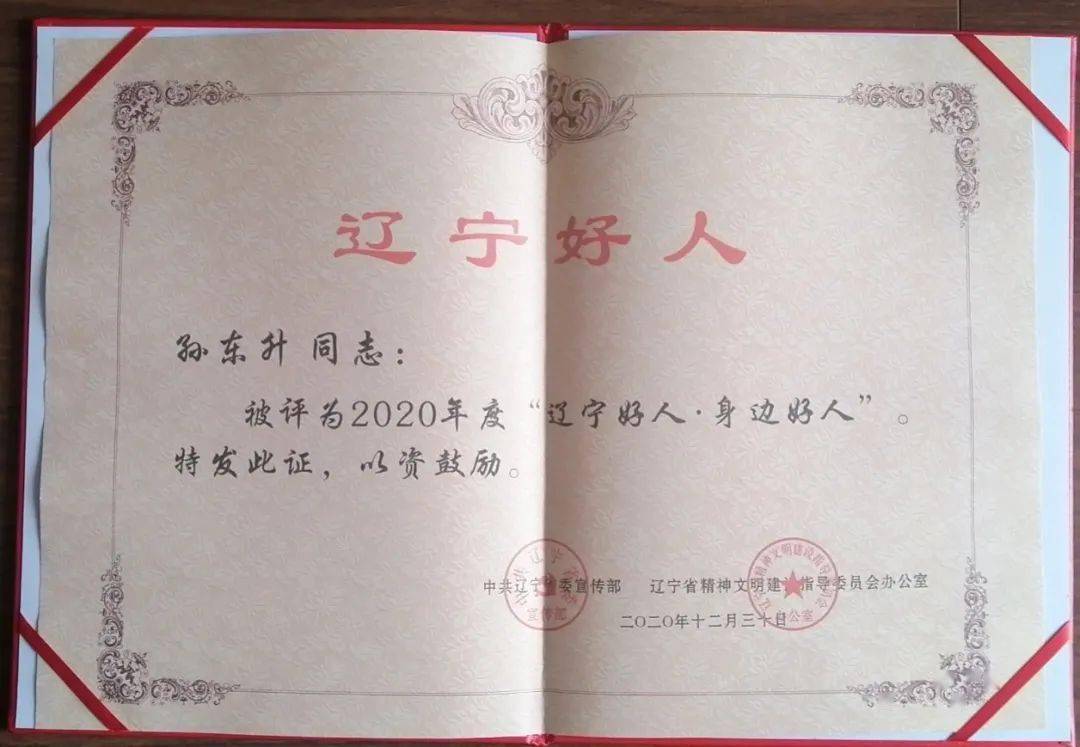 辽宁好人
孙东升 同志：
被评为2020年度“辽宁好人·身边好人”。
特发此证，以资鼓励。
中共辽宁省委宣传部 辽宁省精神文明建设指导委员会办公室
二〇二〇年十二月三十日